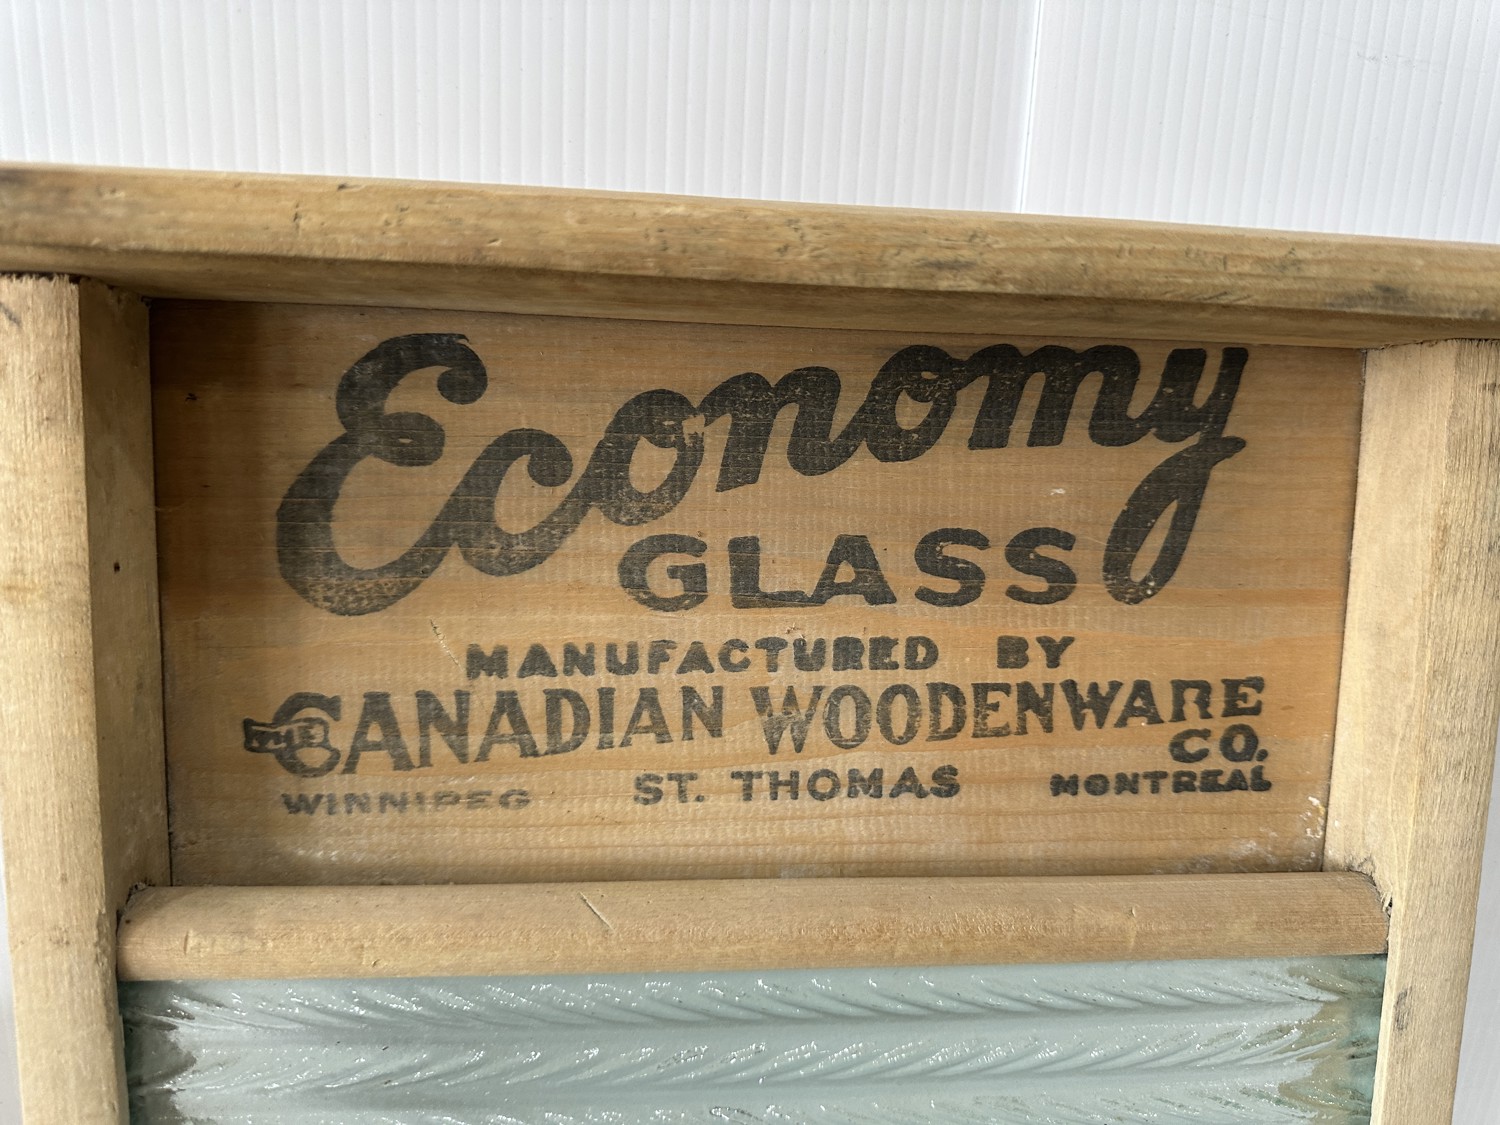 Economy
GLASS
MANUFACTURED BY
THE CANADIAN WOODENWARE
CO.
WINNIPEG ST. THOMAS MONTREAL